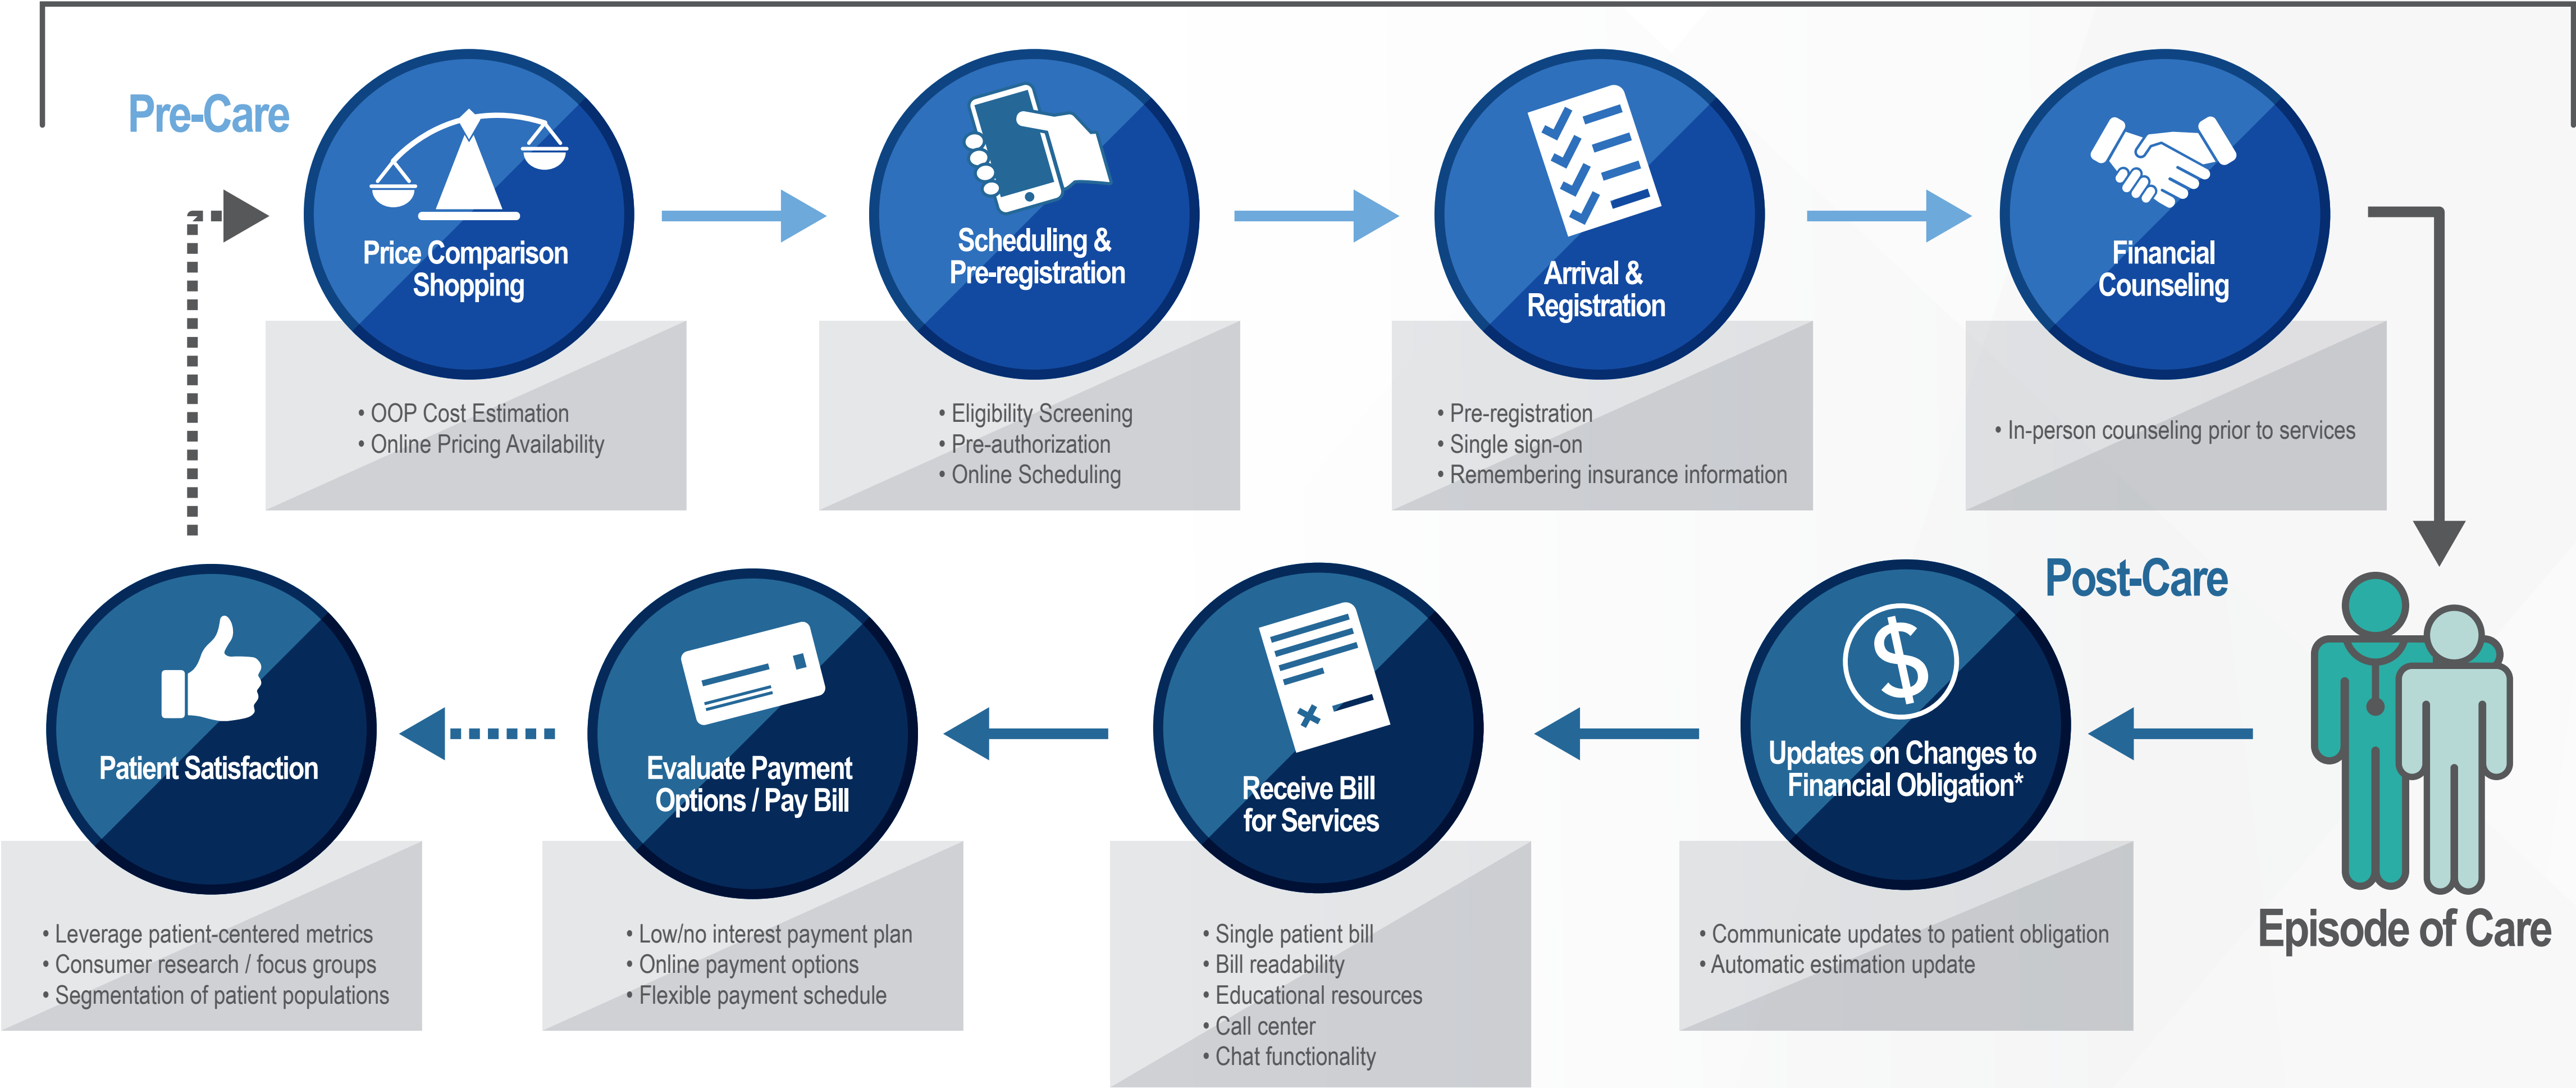 Pre-Care
Price Comparison
Shopping
• OOP Cost Estimation
• Online Pricing Availability
Scheduling &
Pre-registration
• Eligibility Screening
• Pre-authorization
• Online Scheduling
Arrival &
Registration
• Pre-registration
• Single sign-on
• Remembering insurance information
Financial
Counseling
• In-person counseling prior to services
Episode of Care
Post-Care
$
Updates on Changes to
Financial Obligation*
• Communicate updates to patient obligation
• Automatic estimation update
Receive Bill
for Services
• Single patient bill
• Bill readability
• Educational resources
• Call center
• Chat functionality
Evaluate Payment
Options / Pay Bill
• Low/no interest payment plan
• Online payment options
• Flexible payment schedule
Patient Satisfaction
• Leverage patient-centered metrics
• Consumer research / focus groups
• Segmentation of patient populations